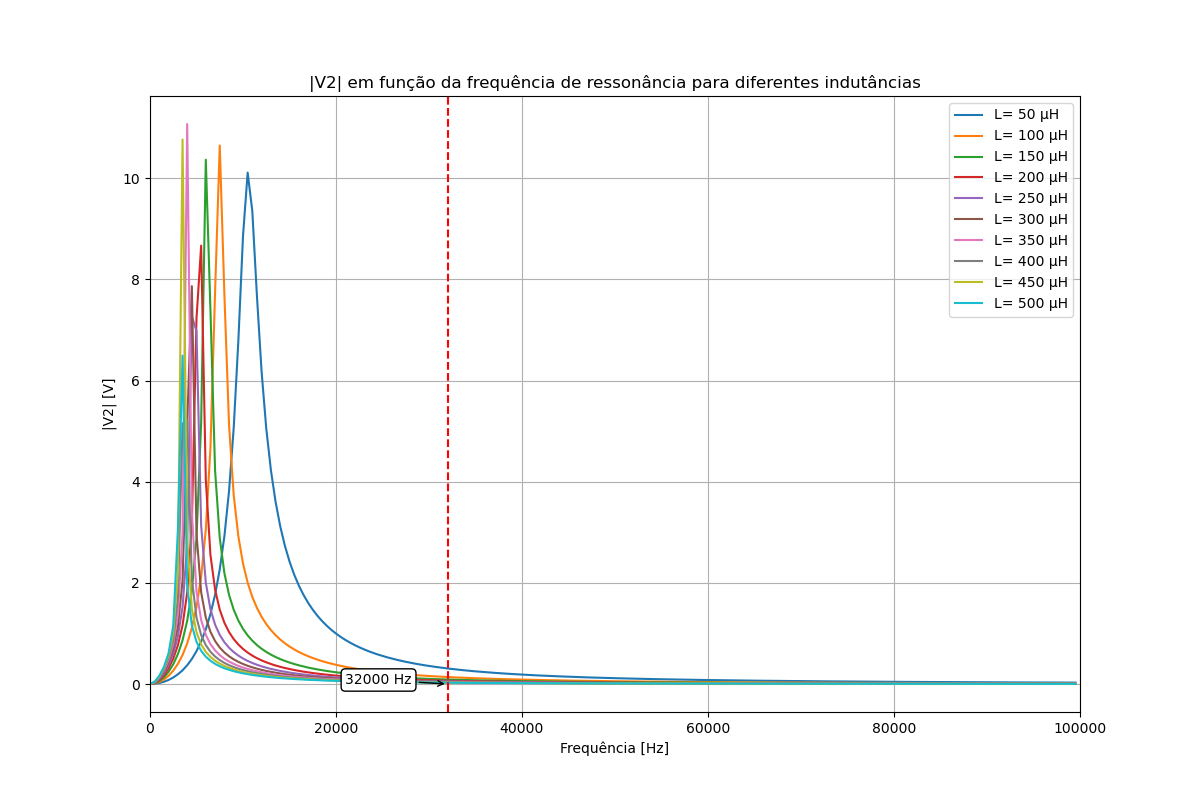 |V2| em função da frequência de ressonância para diferentes indutâncias
L= 50 μH
L= 100 μH
L= 150 μH
L= 200 μH
L= 250 μH
L= 300 μH
L= 350 μH
L= 400 μH
L= 450 μH
L= 500 μH
|V2| [V]
10
8
6
4
2
0
32000 Hz
0 20000 40000 60000 80000 100000
Frequência [Hz]